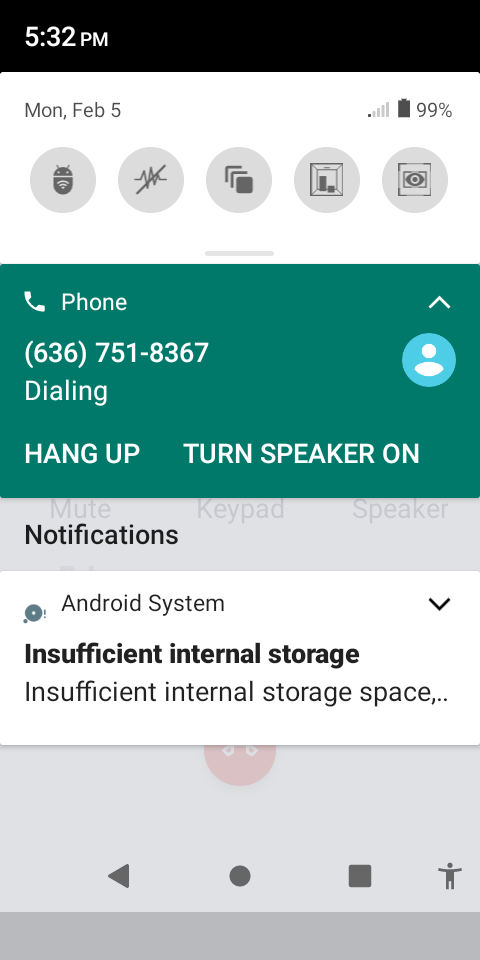 5:32 PM
Mon, Feb 5
99%
Phone
(636) 751-8367
Dialing
HANG UP TURN SPEAKER ON
Mute Keypad Speaker
Notifications
Android System
Insufficient internal storage
Insufficient internal storage space,..